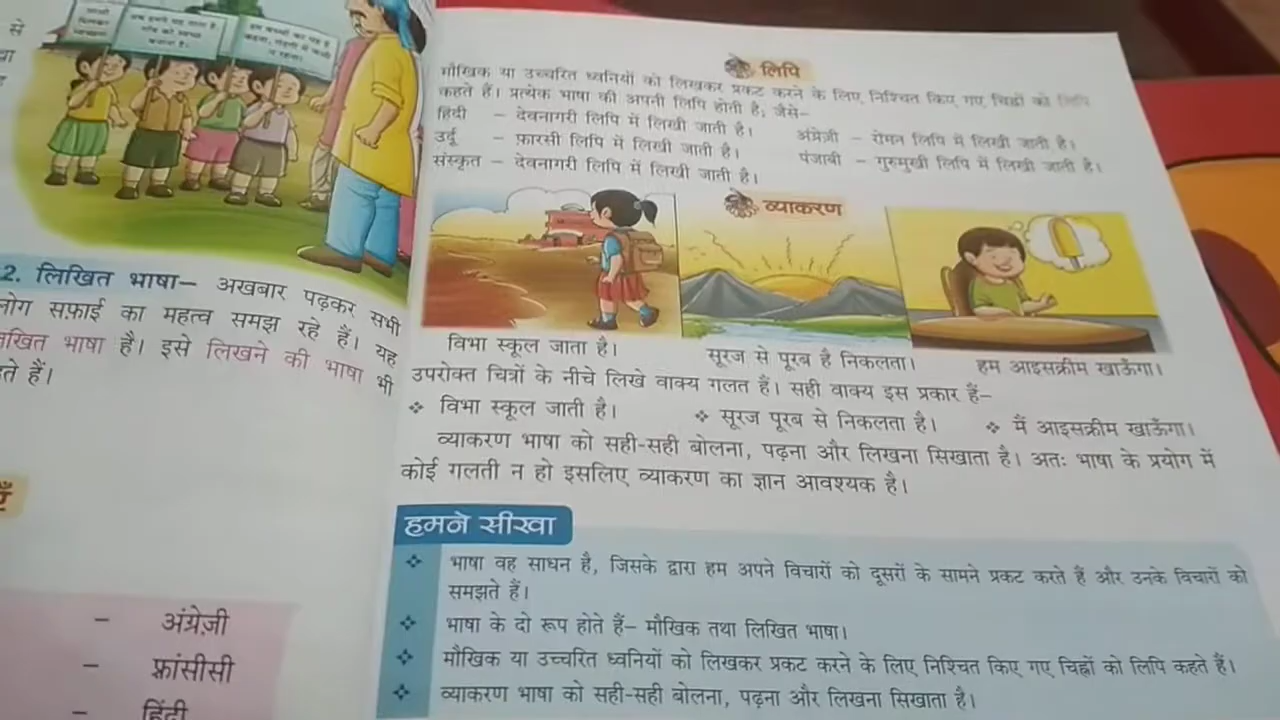 से
2. लिखित भाषा– अखबार पढ़कर सभी
लोग सफ़ाई का महत्व समझ रहे हैं। यह
लिखित भाषा है। इसे लिखने की भाषा भी
हैं।
– अंग्रेज़ी
– फ़्रांसीसी
– हिंदी
लिपि
मौखिक या उच्चरित ध्वनियों को लिखकर प्रकट करने के लिए निश्चित किए गए चिह्नों को लिपि
कहते हैं। प्रत्येक भाषा की अपनी लिपि होती है; जैसे–
हिंदी – देवनागरी लिपि में लिखी जाती है। अंग्रेज़ी – रोमन लिपि में लिखी जाती है।
उर्दू – फ़ारसी लिपि में लिखी जाती है। पंजाबी – गुरुमुखी लिपि में लिखी जाती है।
संस्कृत – देवनागरी लिपि में लिखी जाती है।
व्याकरण
विभा स्कूल जाता है। सूरज से पूरब है निकलता। हम आइसक्रीम खाऊँगा।
उपरोक्त चित्रों के नीचे लिखे वाक्य गलत हैं। सही वाक्य इस प्रकार हैं–
❖ विभा स्कूल जाती है। ❖ सूरज पूरब से निकलता है। ❖ मैं आइसक्रीम खाऊँगा।
व्याकरण भाषा को सही-सही बोलना, पढ़ना और लिखना सिखाता है। अतः भाषा के प्रयोग में
कोई गलती न हो इसलिए व्याकरण का ज्ञान आवश्यक है।
हमने सीखा
❖ भाषा वह साधन है, जिसके द्वारा हम अपने विचारों को दूसरों के सामने प्रकट करते हैं और उनके विचारों को
समझते हैं।
❖ भाषा के दो रूप होते हैं– मौखिक तथा लिखित भाषा।
❖ मौखिक या उच्चरित ध्वनियों को लिखकर प्रकट करने के लिए निश्चित किए गए चिह्नों को लिपि कहते हैं।
❖ व्याकरण भाषा को सही-सही बोलना, पढ़ना और लिखना सिखाता है।